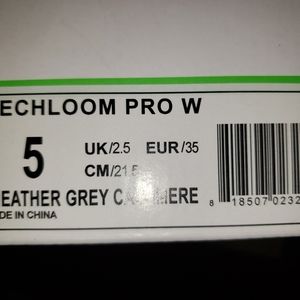 ECHLOOM PRO W
5
UK/2.5 EUR/35
CM/21.5
EATHER GREY CASHMERE
DE IN CHINA
8 18507 0232